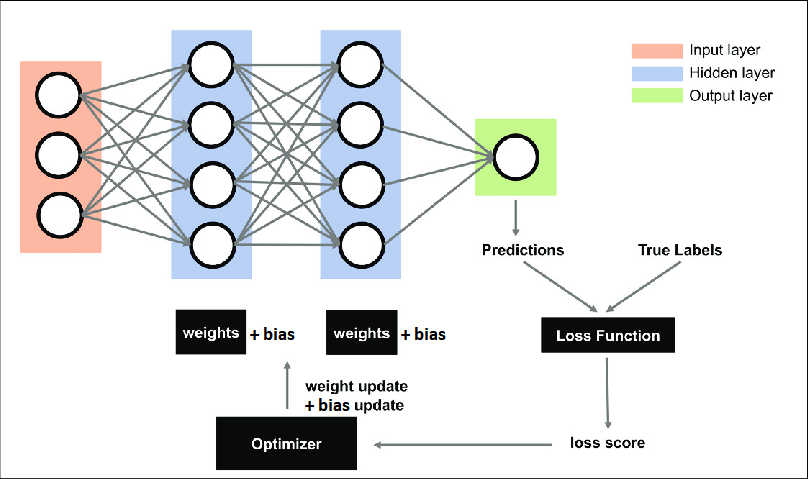 Input layer
Hidden layer
Output layer
Predictions
True Labels
weights + bias
weights + bias
Loss Function
weight update
+ bias update
Optimizer
loss score